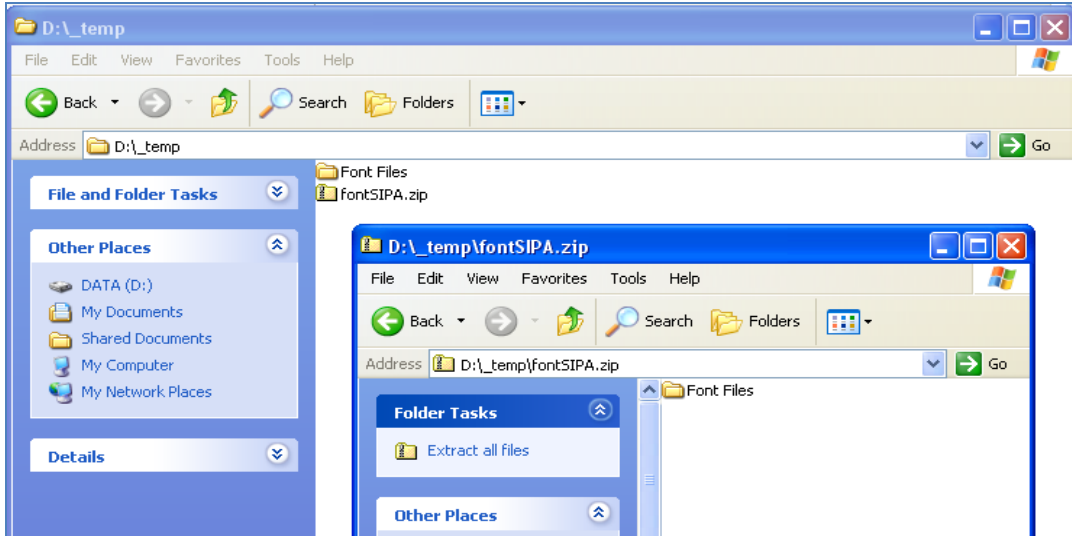 D:\_temp
File Edit View Favorites Tools Help
Back Search Folders
Address D:\_temp Go
File and Folder Tasks
Other Places
DATA (D:)
My Documents
Shared Documents
My Computer
My Network Places
Details
Font Files
fontSIPA.zip
D:\_temp\fontSIPA.zip
File Edit View Favorites Tools Help
Back Search Folders
Address D:\_temp\fontSIPA.zip Go
Folder Tasks
Extract all files
Other Places
Font Files